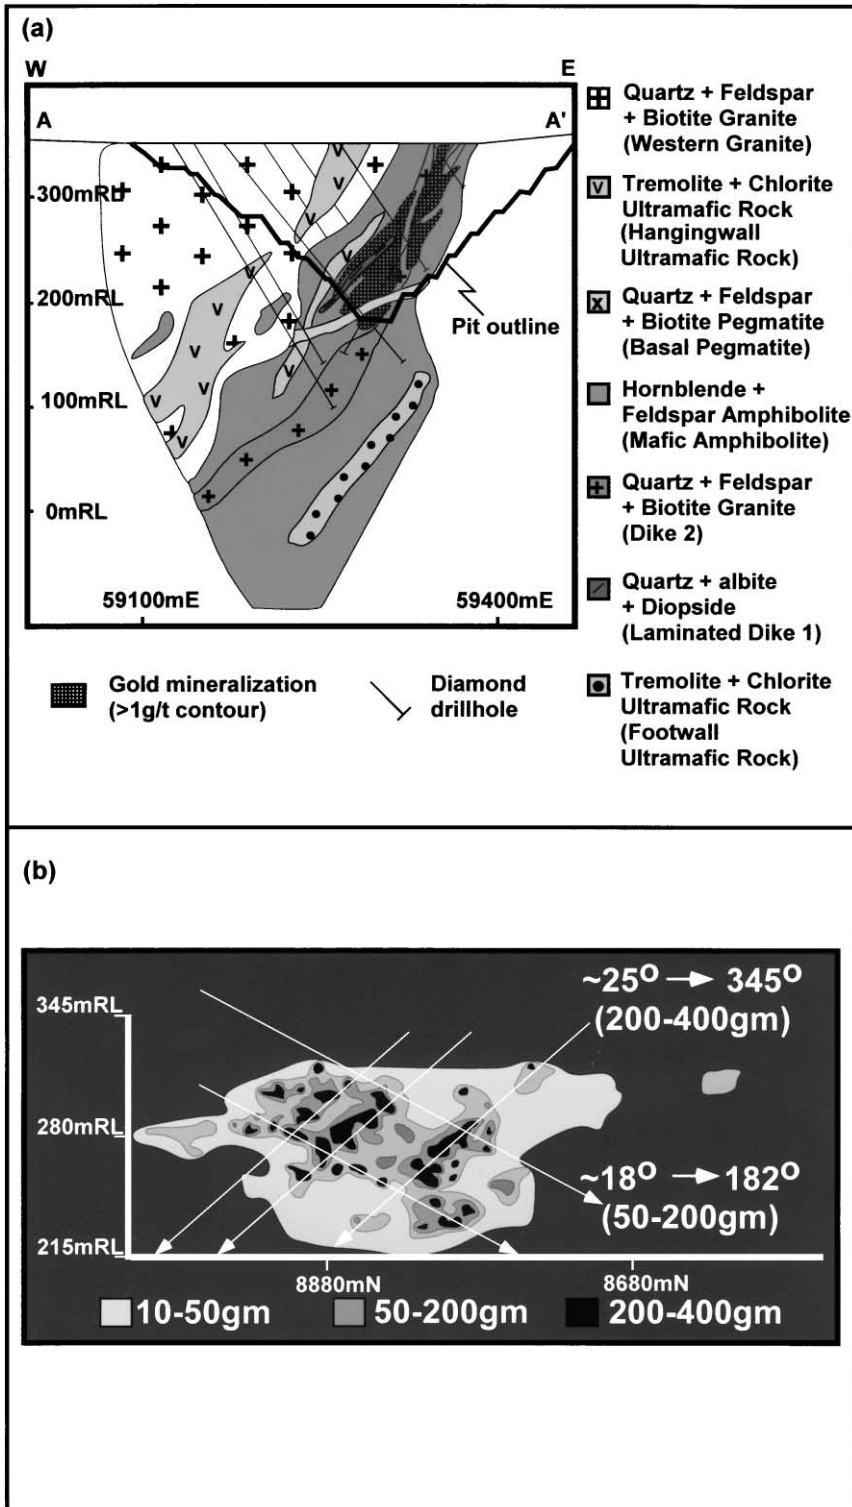 (a)
W E
A A'
300mRL
200mRL
100mRL
0mRL
59100mE 59400mE
Pit outline
Quartz + Feldspar
+ Biotite Granite
(Western Granite)
Tremolite + Chlorite
Ultramafic Rock
(Hangingwall
Ultramafic Rock)
Quartz + Feldspar
+ Biotite Pegmatite
(Basal Pegmatite)
Hornblende +
Feldspar Amphibolite
(Mafic Amphibolite)
Quartz + Feldspar
+ Biotite Granite
(Dike 2)
Quartz + albite
+ Diopside
(Laminated Dike 1)
Tremolite + Chlorite
Ultramafic Rock
(Footwall
Ultramafic Rock)
Gold mineralization
(>1g/t contour)
Diamond
drillhole
(b)
~25° → 345°
(200-400gm)
345mRL
280mRL
215mRL
~18° → 182°
(50-200gm)
8880mN 8680mN
10-50gm 50-200gm 200-400gm